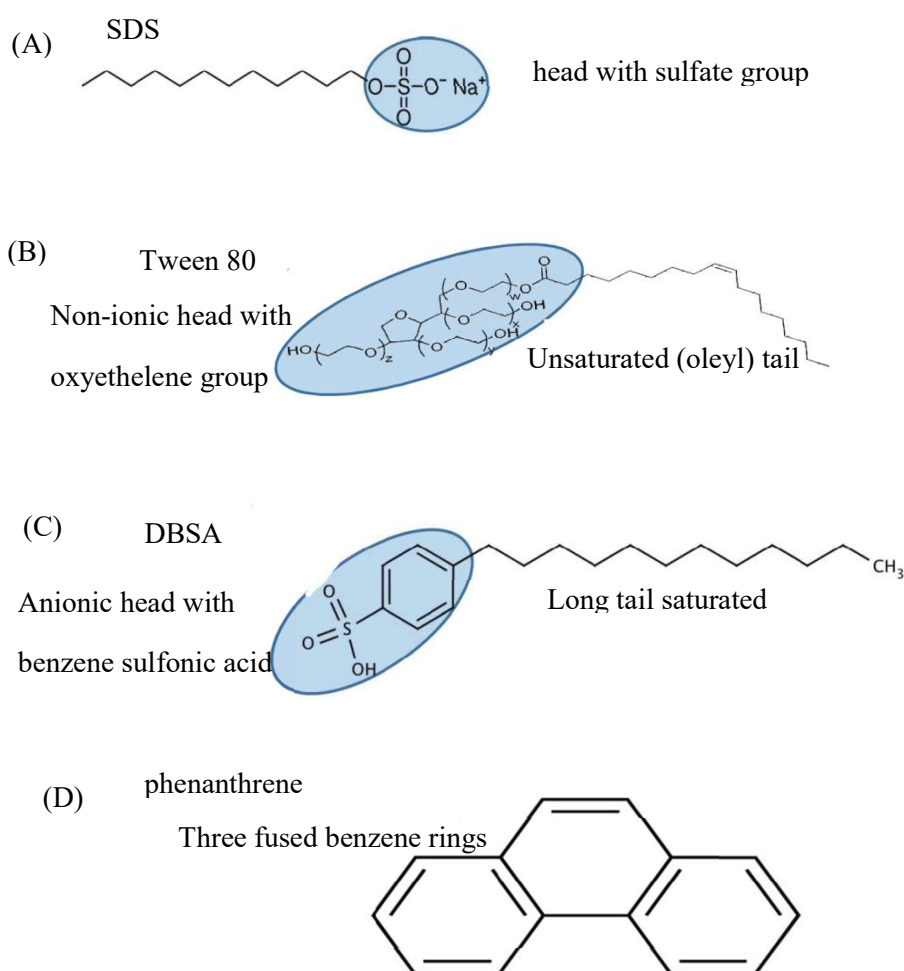 (A)
SDS
O
O–S–O⁻ Na⁺
O
head with sulfate group
(B)
Tween 80
Non-ionic head with
oxyethelene group
O
O
O
w
O
O
O
x
OH
HO
O
z
O
y
OH
Unsaturated (oleyl) tail
(C)
DBSA
Anionic head with
benzene sulfonic acid
O
O
S
OH
CH₃
Long tail saturated
(D)
phenanthrene
Three fused benzene rings